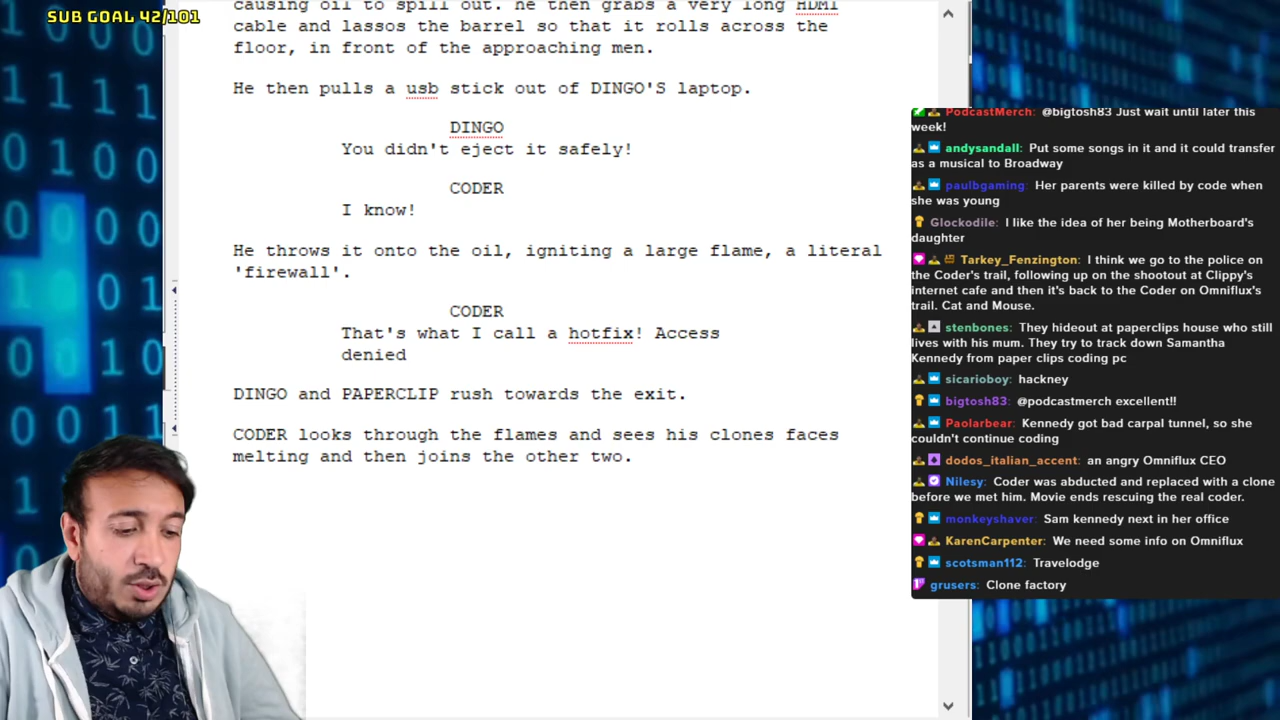 SUB GOAL 42/101
causing oil to spill out. He then grabs a very long HDMI
cable and lassos the barrel so that it rolls across the
floor, in front of the approaching men.
He then pulls a usb stick out of DINGO'S laptop.
DINGO
You didn't eject it safely!
CODER
I know!
He throws it onto the oil, igniting a large flame, a literal
'firewall'.
CODER
That's what I call a hotfix! Access
denied
DINGO and PAPERCLIP rush towards the exit.
CODER looks through the flames and sees his clones faces
melting and then joins the other two.
PodcastMerch: @bigtosh83 Just wait until later this
week!
andysandall: Put some songs in it and it could transfer
as a musical to Broadway
paulbgaming: Her parents were killed by code when
she was young
Glockodile: I like the idea of her being Motherboard's
daughter
Tarkey_Fenzington: I think we go to the police on
the Coder's trail, following up on the shootout at Clippy's
internet cafe and then it's back to the Coder on Omniflux's
trail. Cat and Mouse.
stenbones: They hideout at paperclips house who still
lives with his mum. They try to track down Samantha
Kennedy from paper clips coding pc
sicarioboy: hackney
bigtosh83: @podcastmerch excellent!!
Paolarbear: Kennedy got bad carpal tunnel, so she
couldn't continue coding
dodos_italian_accent: an angry Omniflux CEO
Nilesy: Coder was abducted and replaced with a clone
before we met him. Movie ends rescuing the real coder.
monkeyshaver: Sam kennedy next in her office
KarenCarpenter: We need some info on Omniflux
scotsman112: Travelodge
grusers: Clone factory